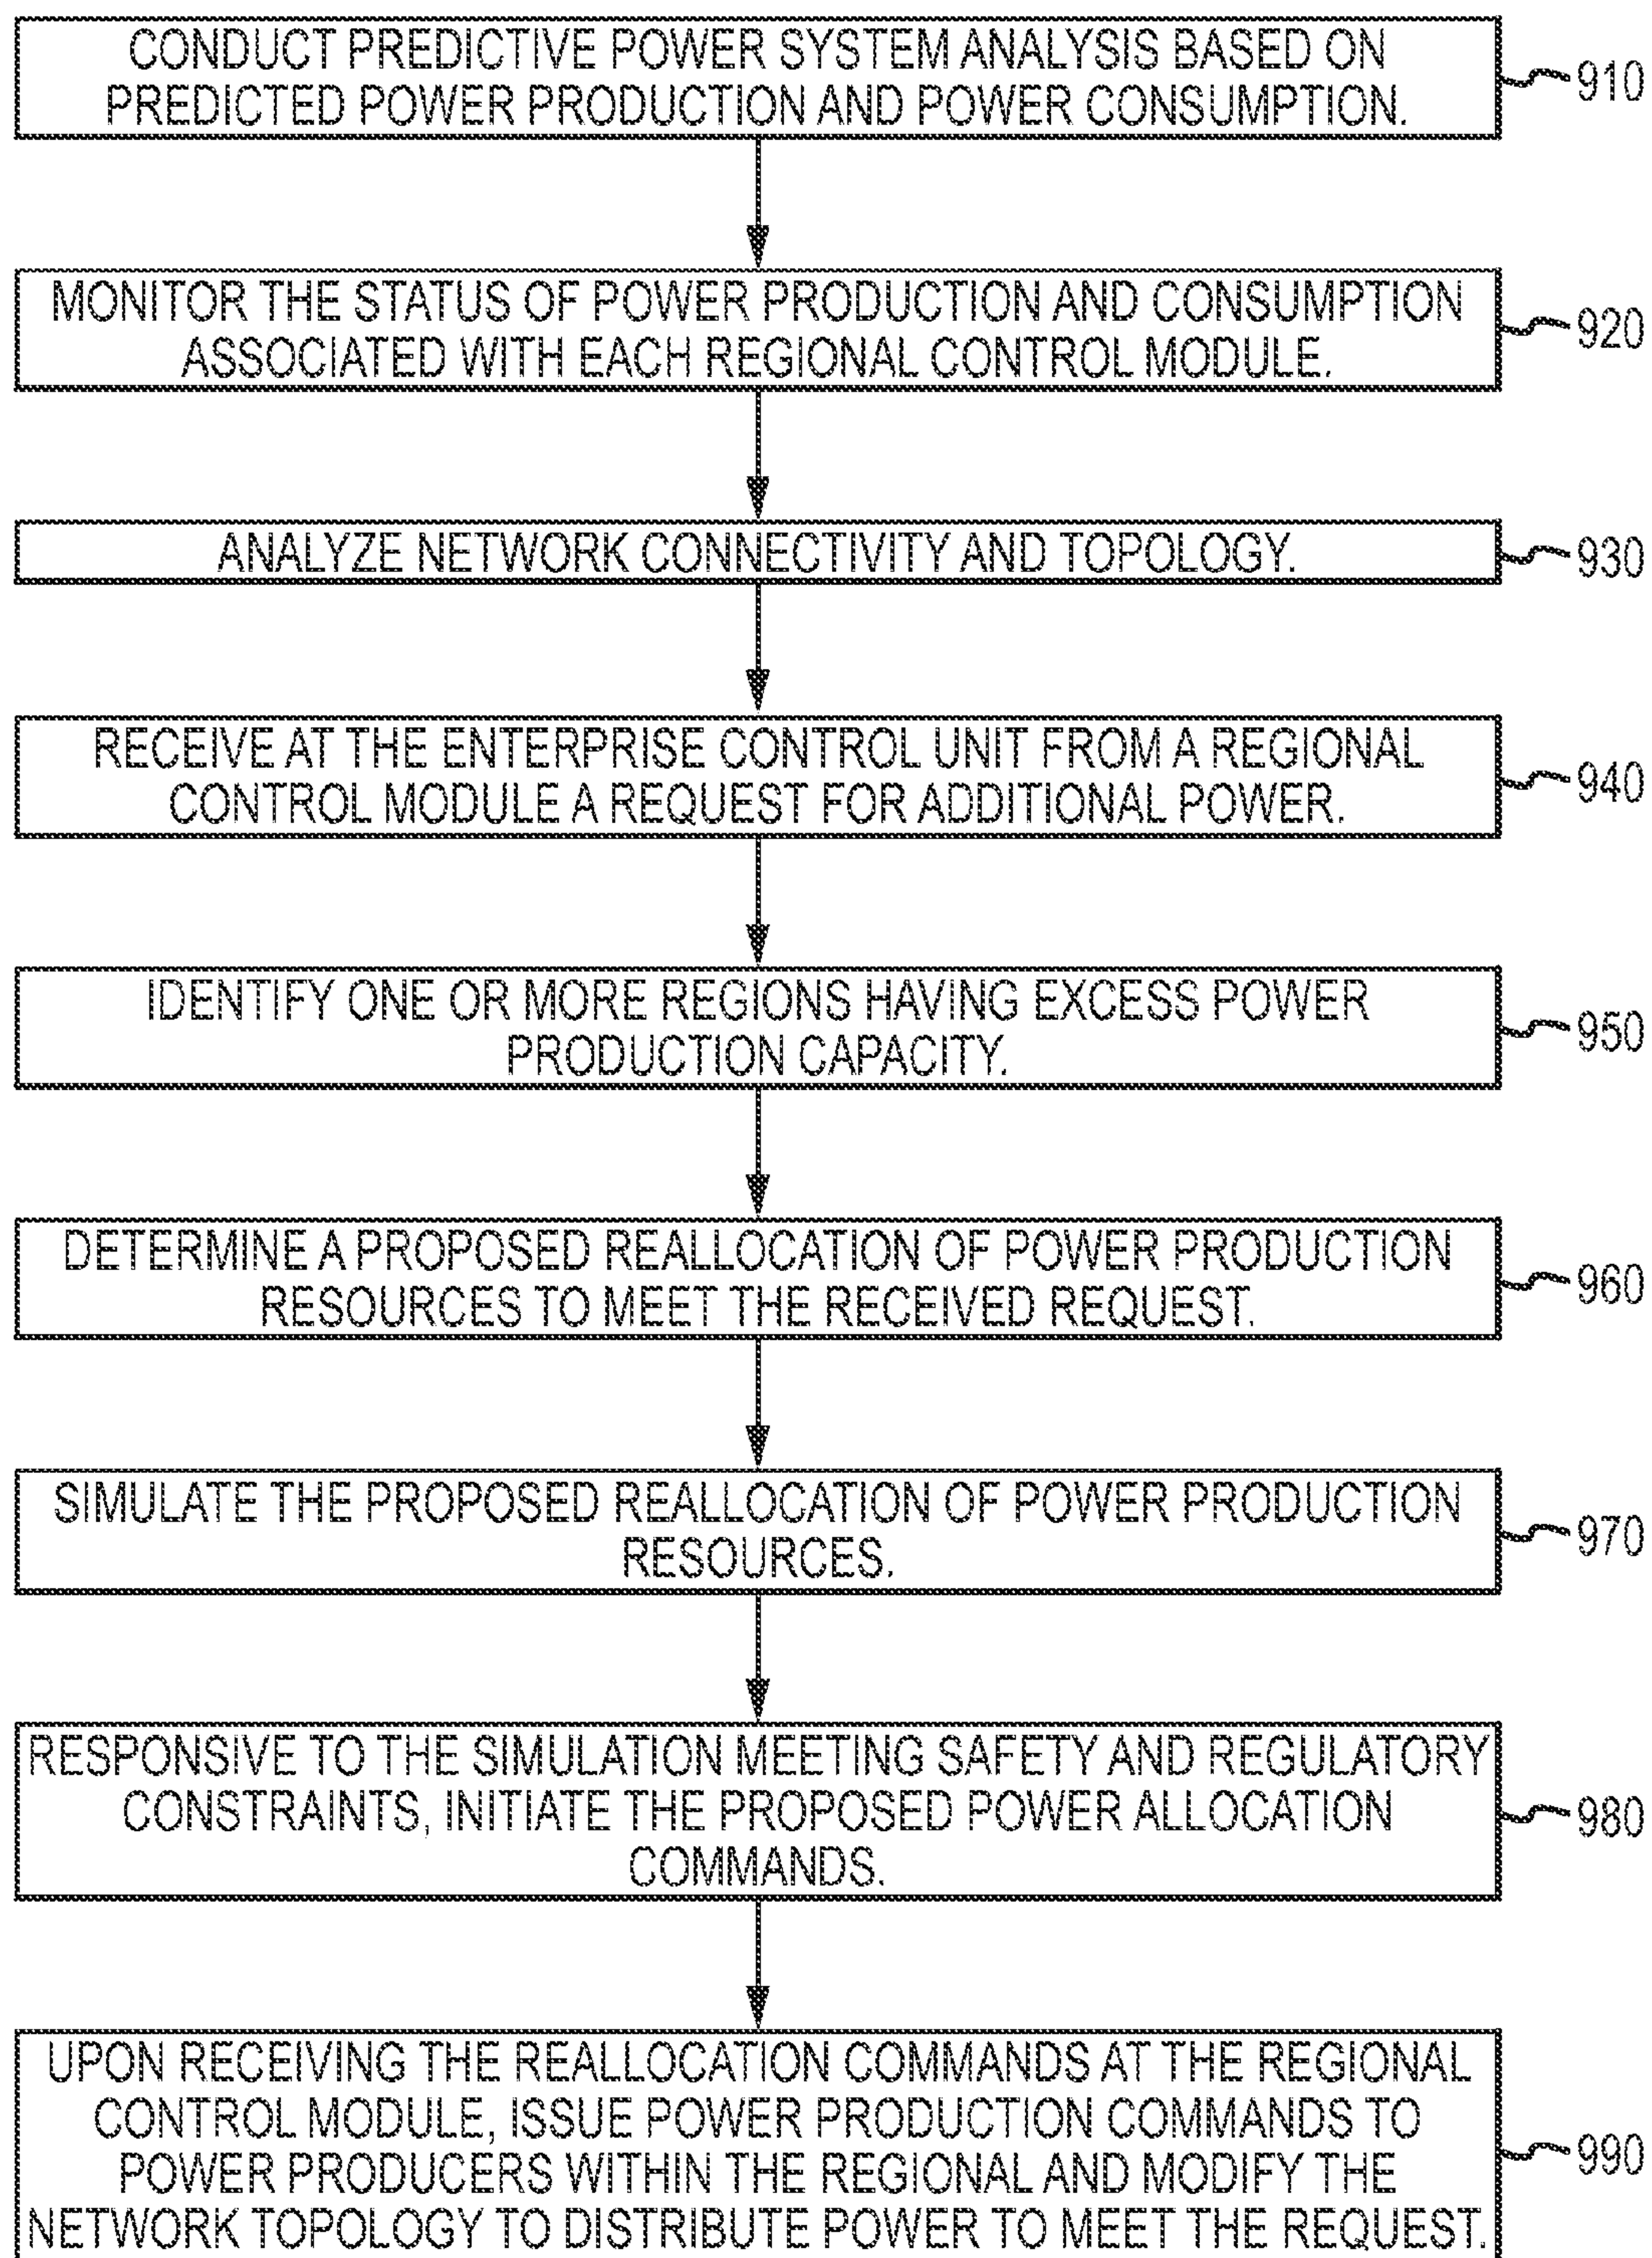 CONDUCT PREDICTIVE POWER SYSTEM ANALYSIS BASED ON
PREDICTED POWER PRODUCTION AND POWER CONSUMPTION.
910
MONITOR THE STATUS OF POWER PRODUCTION AND CONSUMPTION
ASSOCIATED WITH EACH REGIONAL CONTROL MODULE.
920
ANALYZE NETWORK CONNECTIVITY AND TOPOLOGY.
930
RECEIVE AT THE ENTERPRISE CONTROL UNIT FROM A REGIONAL
CONTROL MODULE A REQUEST FOR ADDITIONAL POWER.
940
IDENTIFY ONE OR MORE REGIONS HAVING EXCESS POWER
PRODUCTION CAPACITY.
950
DETERMINE A PROPOSED REALLOCATION OF POWER PRODUCTION
RESOURCES TO MEET THE RECEIVED REQUEST.
960
SIMULATE THE PROPOSED REALLOCATION OF POWER PRODUCTION
RESOURCES.
970
RESPONSIVE TO THE SIMULATION MEETING SAFETY AND REGULATORY
CONSTRAINTS, INITIATE THE PROPOSED POWER ALLOCATION
COMMANDS.
980
UPON RECEIVING THE REALLOCATION COMMANDS AT THE REGIONAL
CONTROL MODULE, ISSUE POWER PRODUCTION COMMANDS TO
POWER PRODUCERS WITHIN THE REGIONAL AND MODIFY THE
NETWORK TOPOLOGY TO DISTRIBUTE POWER TO MEET THE REQUEST.
990